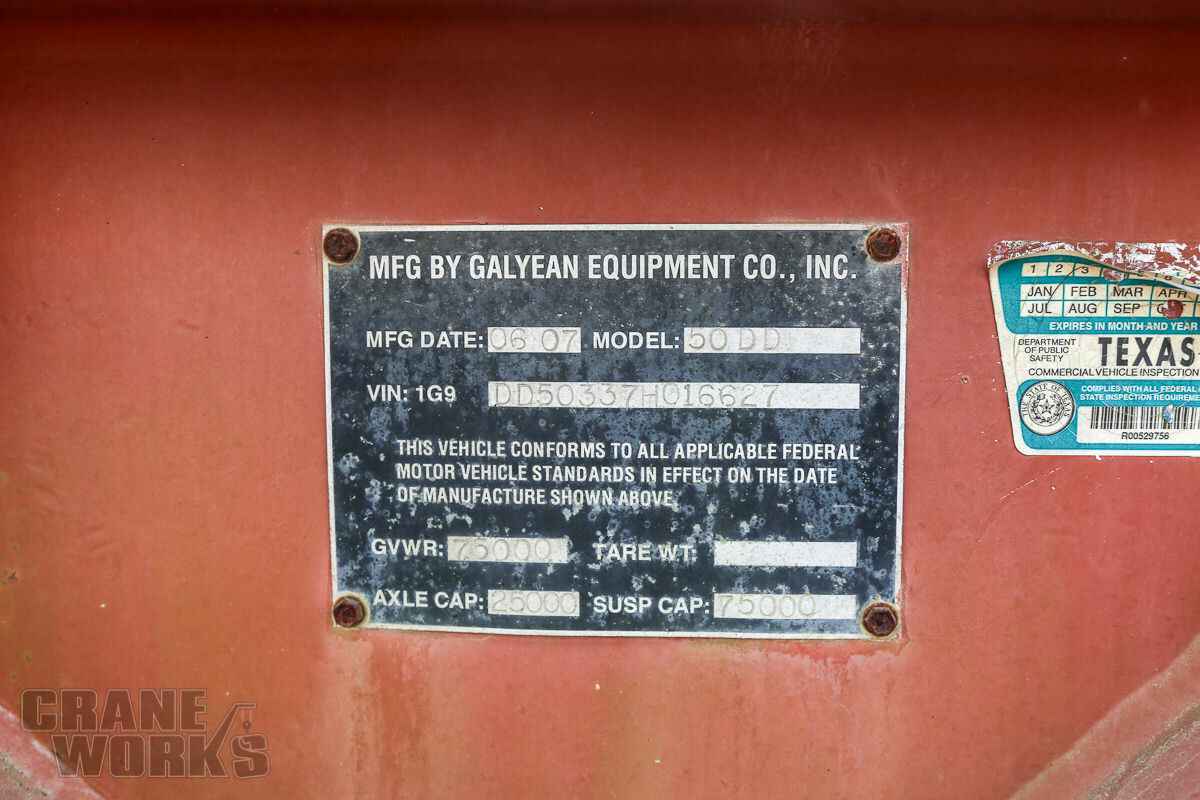 MFG BY GALYEAN EQUIPMENT CO., INC.
MFG DATE: 06 07 MODEL: 50 DD
VIN: 1G9 DD50337H016627
THIS VEHICLE CONFORMS TO ALL APPLICABLE FEDERAL
MOTOR VEHICLE STANDARDS IN EFFECT ON THE DATE
OF MANUFACTURE SHOWN ABOVE.
GVWR: 75000 TARE WT:
AXLE CAP: 25000 SUSP CAP: 75000
1 2 3
JAN FEB MAR APR
JUL AUG SEP
EXPIRES IN MONTH AND YEAR
DEPARTMENT
OF PUBLIC
SAFETY
TEXAS
COMMERCIAL VEHICLE INSPECTION
COMPLIES WITH ALL FEDERAL
STATE INSPECTION REQUIREME
R00529756
CRANE
WORKS